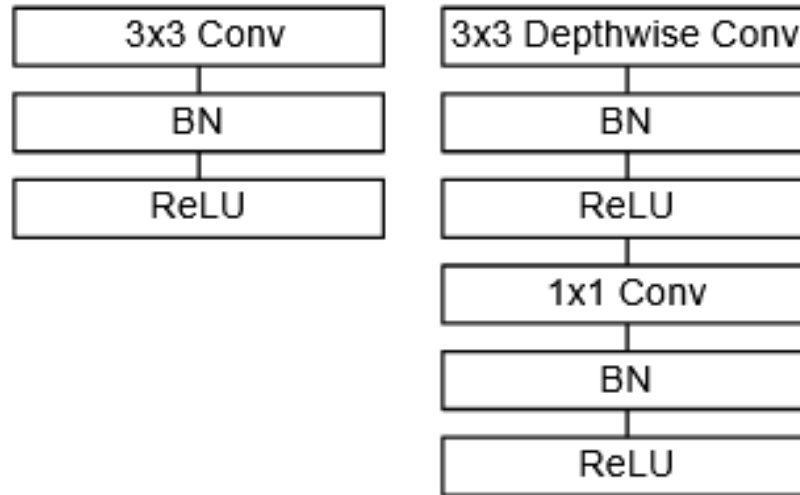 3x3 Conv
BN
ReLU
3x3 Depthwise Conv
BN
ReLU
1x1 Conv
BN
ReLU